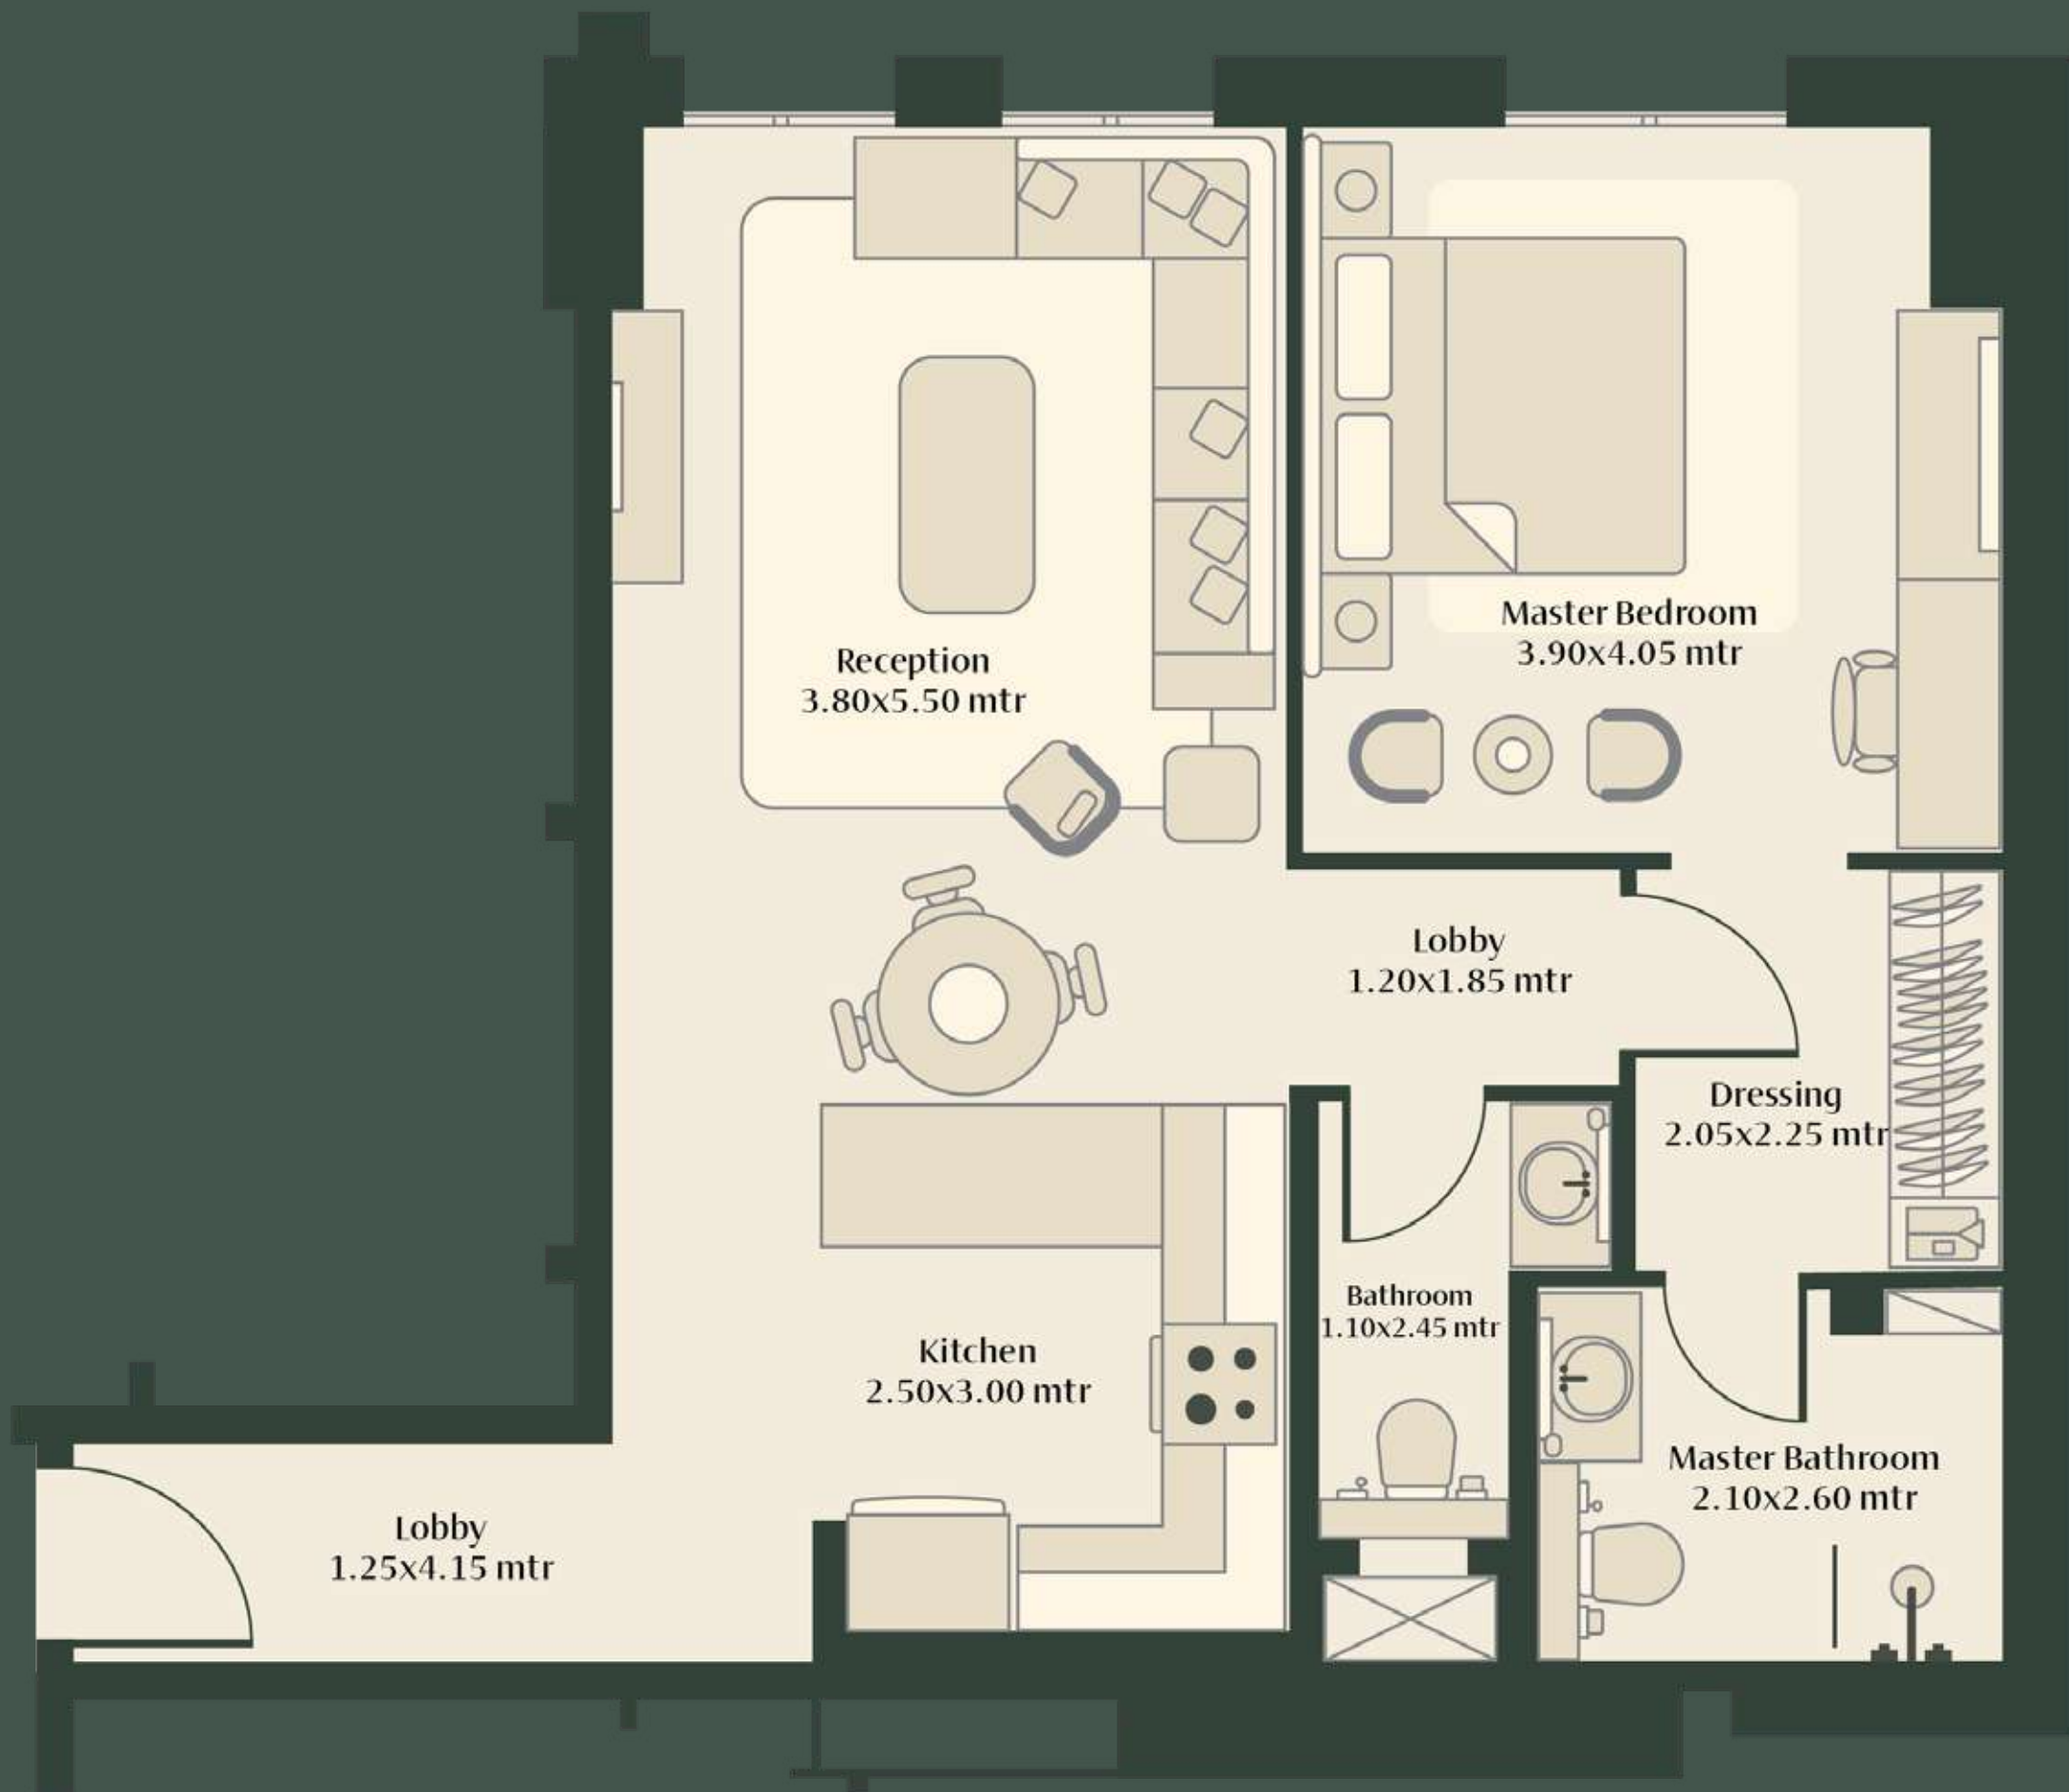 Master Bedroom
3.90x4.05 mtr
Reception
3.80x5.50 mtr
Lobby
1.20x1.85 mtr
Dressing
2.05x2.25 mtr
Bathroom
1.10x2.45 mtr
Kitchen
2.50x3.00 mtr
Master Bathroom
2.10x2.60 mtr
Lobby
1.25x4.15 mtr